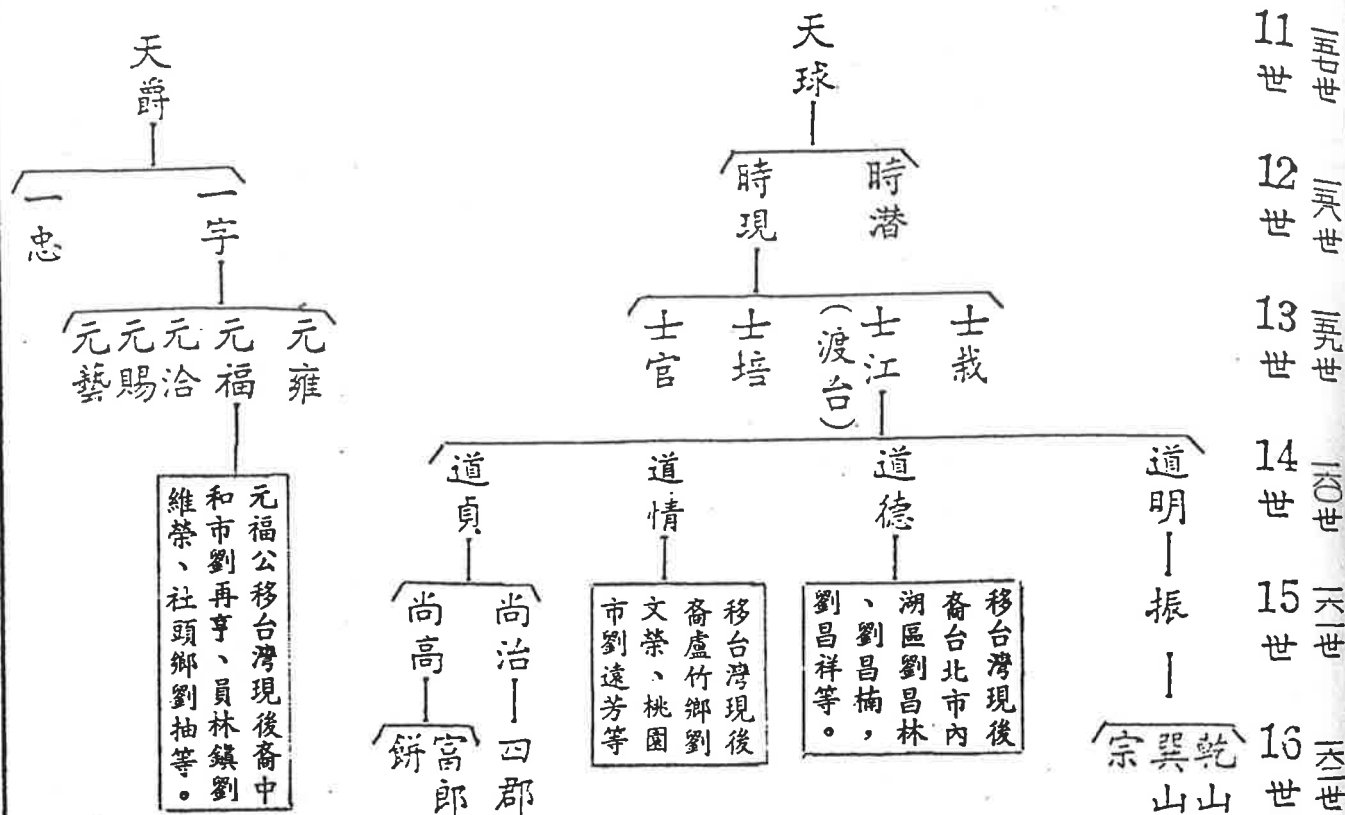 一五七世
11世
天球
天爵
一五八世
12世
時潛
時現
一宇
一忠
一五九世
13世
士栽
士江
（渡台）
士培
士官
元雍
元福
元洽
元賜
元藝
一六〇世
14世
道明
道德
道情
道貞
元福公移台灣現後裔中
和市劉再亨、員林鎮劉
維榮、社頭鄉劉抽等。
一六一世
15世
振
移台灣現後
裔台北市內
湖區劉昌林
、劉昌楠，
劉昌祥等。
移台灣現後
裔盧竹鄉劉
文榮、桃園
市劉遠芳等
尚治
尚高
一六二世
16世
乾山
巽山
宗
四郡
富郎
餅